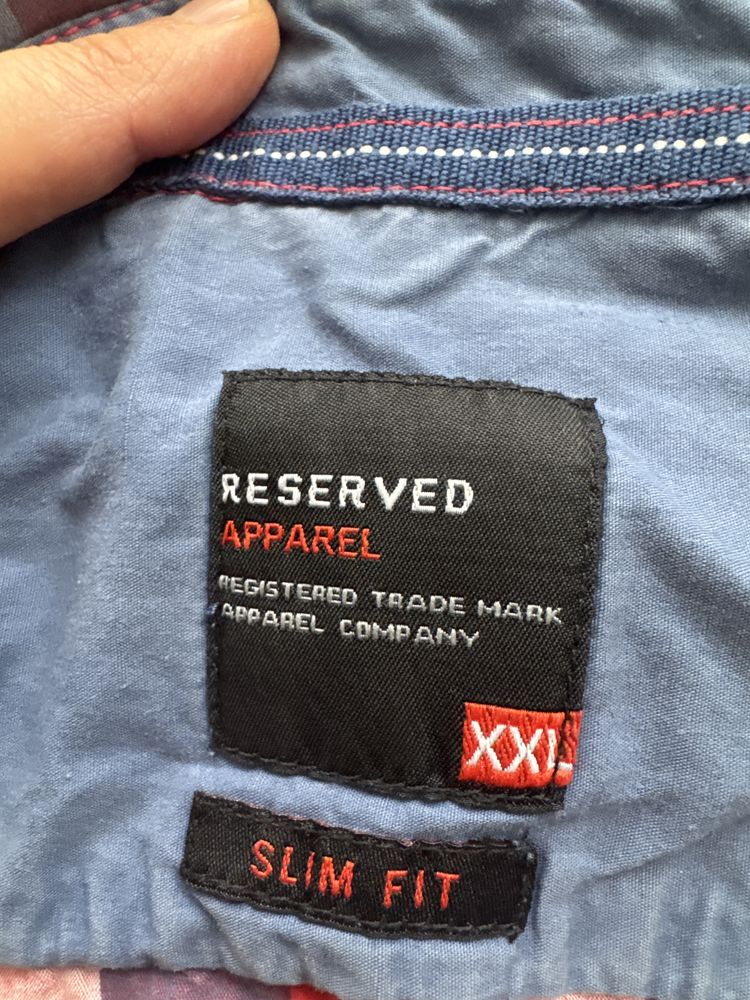 RESERVED
APPAREL
REGISTERED TRADE MARK
APPAREL COMPANY
XXL
SLIM FIT